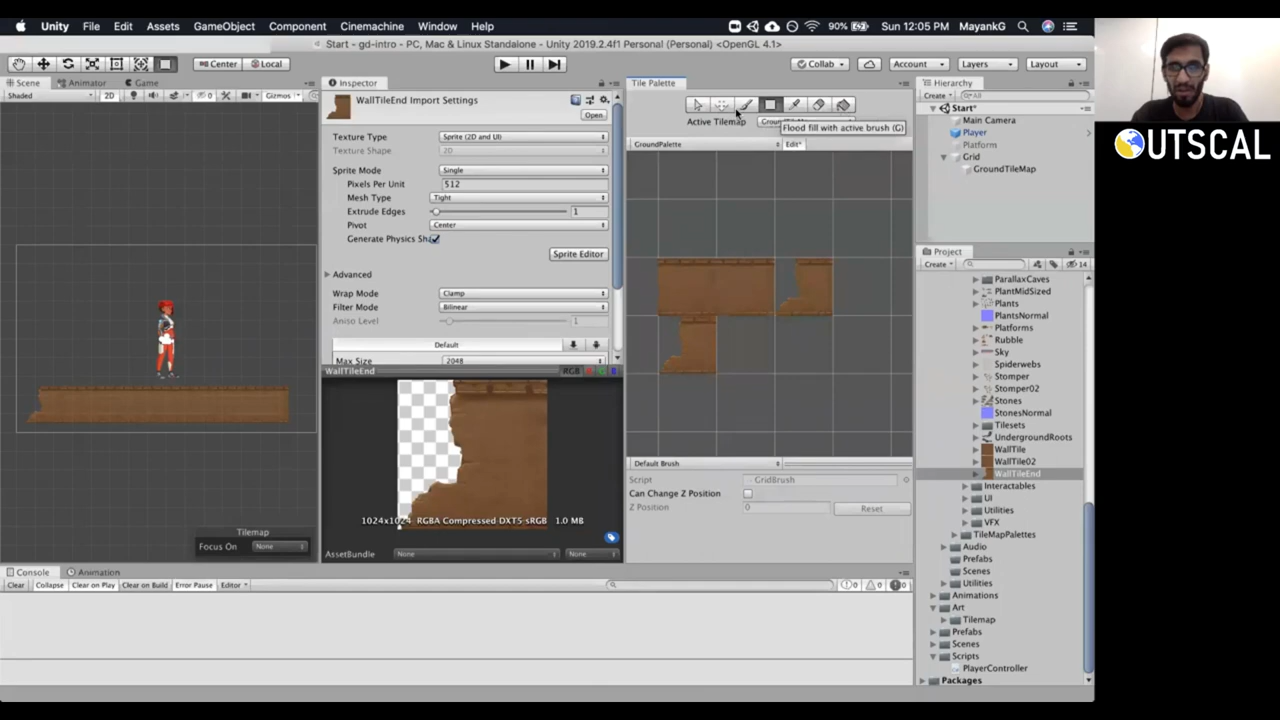 Unity File Edit Assets GameObject Component Cinemachine Window Help 90% Sun 12:05 PM MayankG
Start - gd-intro - PC, Mac & Linux Standalone - Unity 2019.2.4f1 Personal (Personal) <OpenGL 4.1>
Center Local Collab Account Layers Layout
Scene Animator Game
Shaded 2D Gizmos
Inspector
WallTileEnd Import Settings
Open
Texture Type Sprite (2D and UI)
Texture Shape 2D
Sprite Mode Single
Pixels Per Unit 512
Mesh Type Tight
Extrude Edges 1
Pivot Center
Generate Physics Sh
Sprite Editor
Advanced
Wrap Mode Clamp
Filter Mode Bilinear
Aniso Level 1
Default
Max Size 2048
WallTileEnd RGB
1024x1024 RGBA Compressed DXT5 sRGB 1.0 MB
AssetBundle None None
Tilemap
Focus On None
Tile Palette
Active Tilemap
Flood fill with active brush (G)
GroundPalette Edit*
Default Brush
Script GridBrush
Can Change Z Position
Z Position 0 Reset
Hierarchy
Create All
Start*
Main Camera
Player
Platform
Grid
GroundTileMap
Project
Create 14
ParallaxCaves
PlantMidSized
Plants
PlantsNormal
Platforms
Rubble
Sky
Spiderwebs
Stomper
Stomper02
Stones
StonesNormal
Tilesets
UndergroundRoots
WallTile
WallTile02
WallTileEnd
Interactables
UI
Utilities
VFX
TileMapPalettes
Audio
Prefabs
Scenes
Utilities
Animations
Art
Tilemap
Prefabs
Scenes
Scripts
PlayerController
Packages
Console Animation
Clear Collapse Clear on Play Clear on Build Error Pause Editor 0 0 0
OUTSCAL